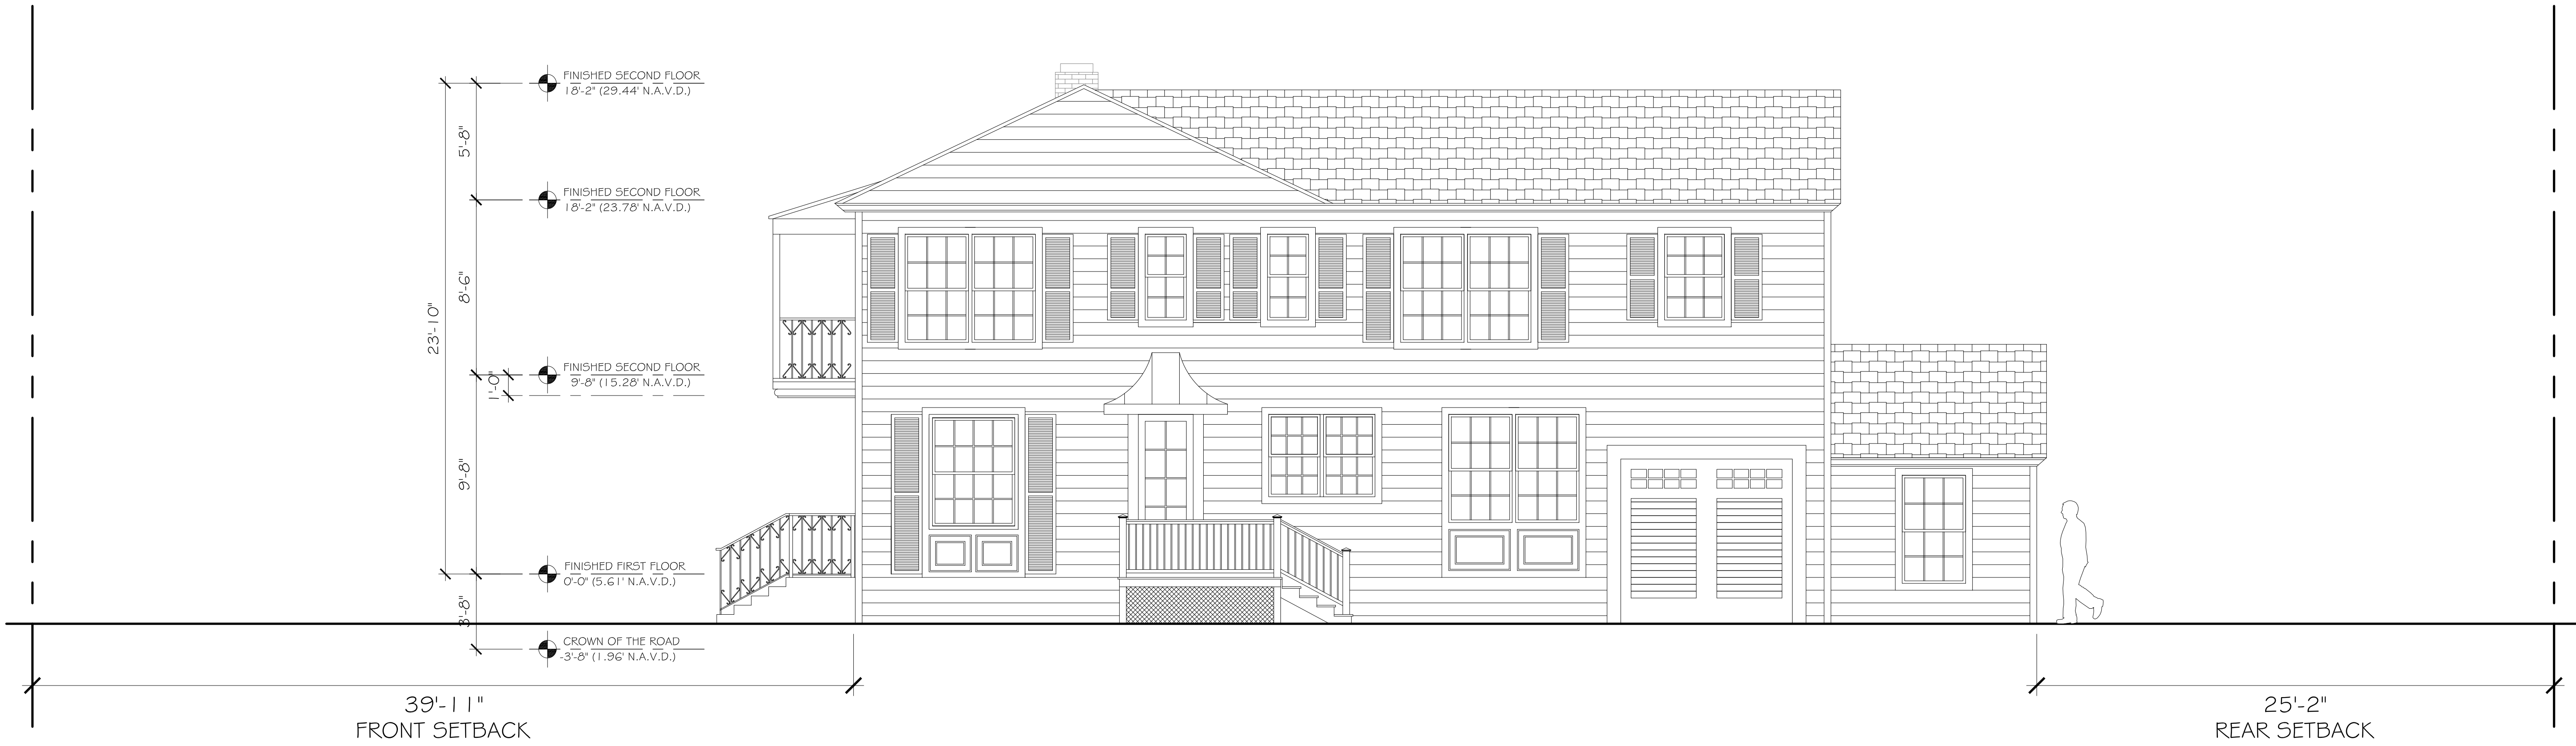 FINISHED SECOND FLOOR
18'-2" (29.44' N.A.V.D.)
5'-8"
FINISHED SECOND FLOOR
18'-2" (23.78' N.A.V.D.)
8'-6"
23'-10"
FINISHED SECOND FLOOR
9'-8" (15.28' N.A.V.D.)
1'-0"
9'-8"
FINISHED FIRST FLOOR
0'-0" (5.61' N.A.V.D.)
3'-8"
CROWN OF THE ROAD
-3'-8" (1.96' N.A.V.D.)
39'-11"
FRONT SETBACK
25'-2"
REAR SETBACK